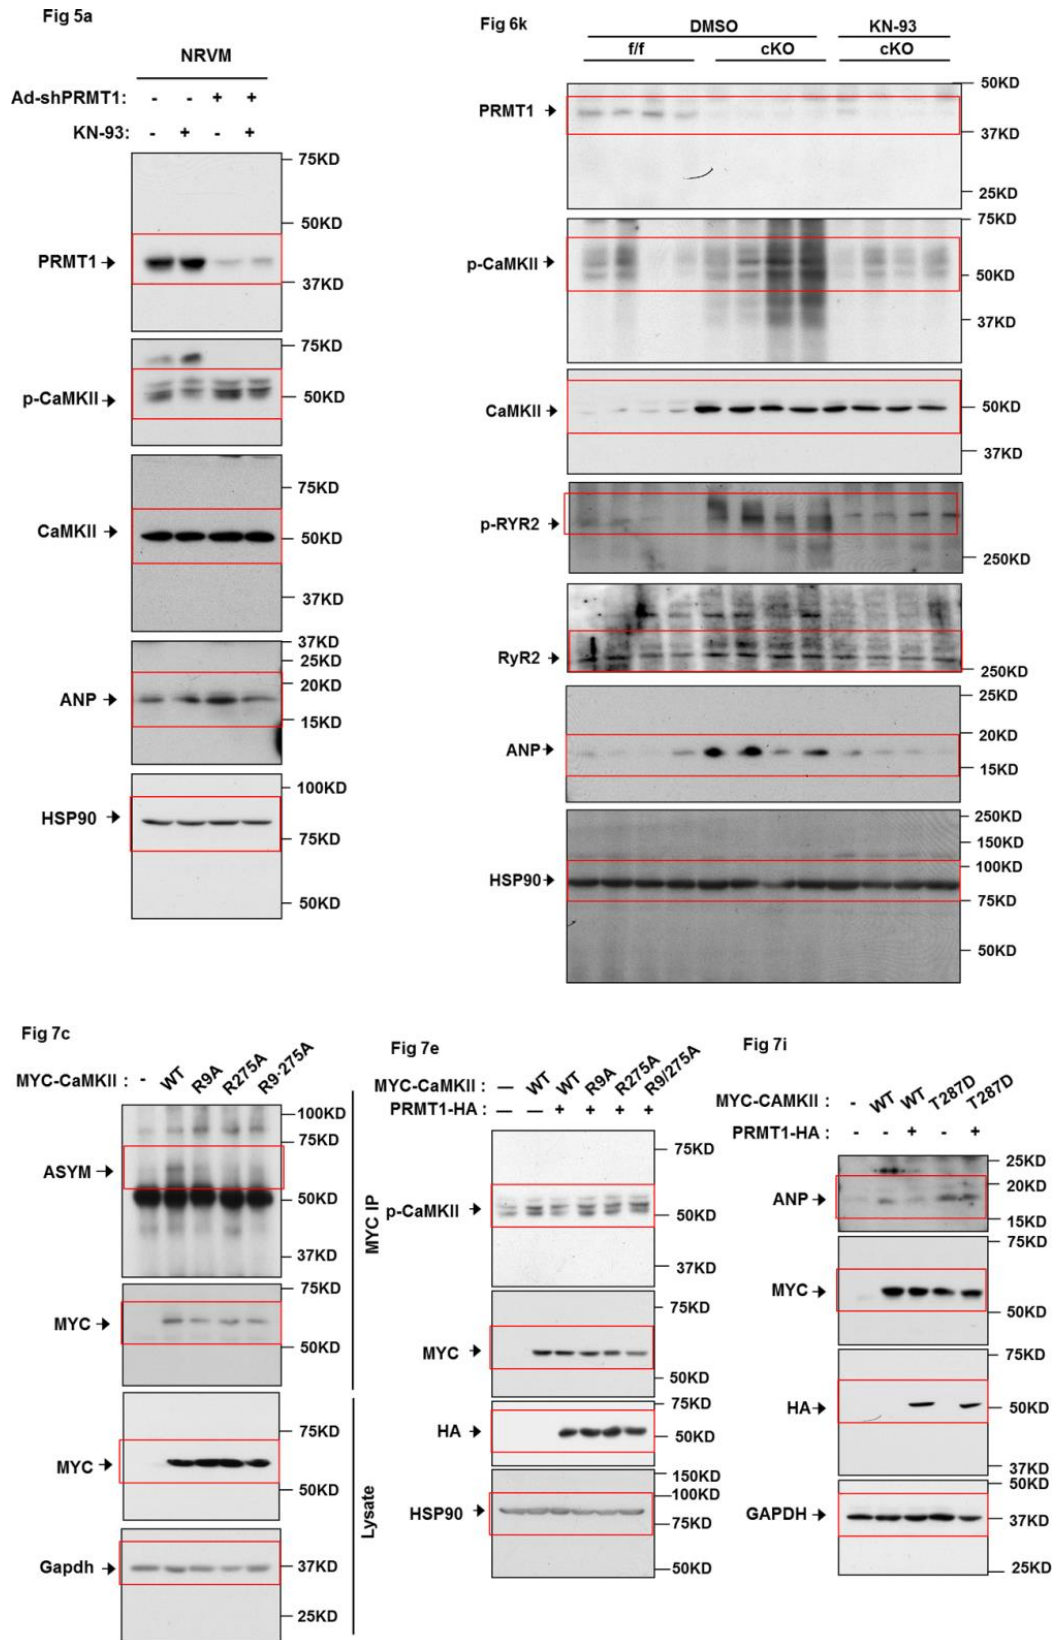 Fig 5a
NRVM
Ad-shPRMT1: - - + +
KN-93: - + - +
75KD
50KD
PRMT1
37KD
75KD
p-CaMKII
50KD
75KD
CaMKII
50KD
37KD
37KD
25KD
20KD
ANP
15KD
100KD
HSP90
75KD
50KD
Fig 6k
DMSO KN-93
f/f cKO cKO
50KD
PRMT1
37KD
25KD
75KD
p-CaMKII
50KD
37KD
CaMKII
50KD
37KD
p-RYR2
250KD
RyR2
250KD
25KD
20KD
ANP
15KD
250KD
150KD
100KD
HSP90
75KD
50KD
Fig 7c
MYC-CaMKII : - WT R9A R275A R9·275A
100KD
75KD
ASYM
50KD
37KD
75KD
MYC
50KD
MYC IP
75KD
MYC
50KD
Gapdh
37KD
25KD
Lysate
Fig 7e
MYC-CaMKII : — WT WT R9A R275A R9/275A
PRMT1-HA : — — + + + +
75KD
p-CaMKII
50KD
37KD
75KD
MYC
50KD
75KD
HA
50KD
150KD
100KD
HSP90
75KD
50KD
Fig 7i
MYC-CAMKII : - WT WT T287D T287D
PRMT1-HA : - - + - +
25KD
20KD
ANP
15KD
75KD
MYC
50KD
75KD
HA
50KD
37KD
50KD
GAPDH
37KD
25KD